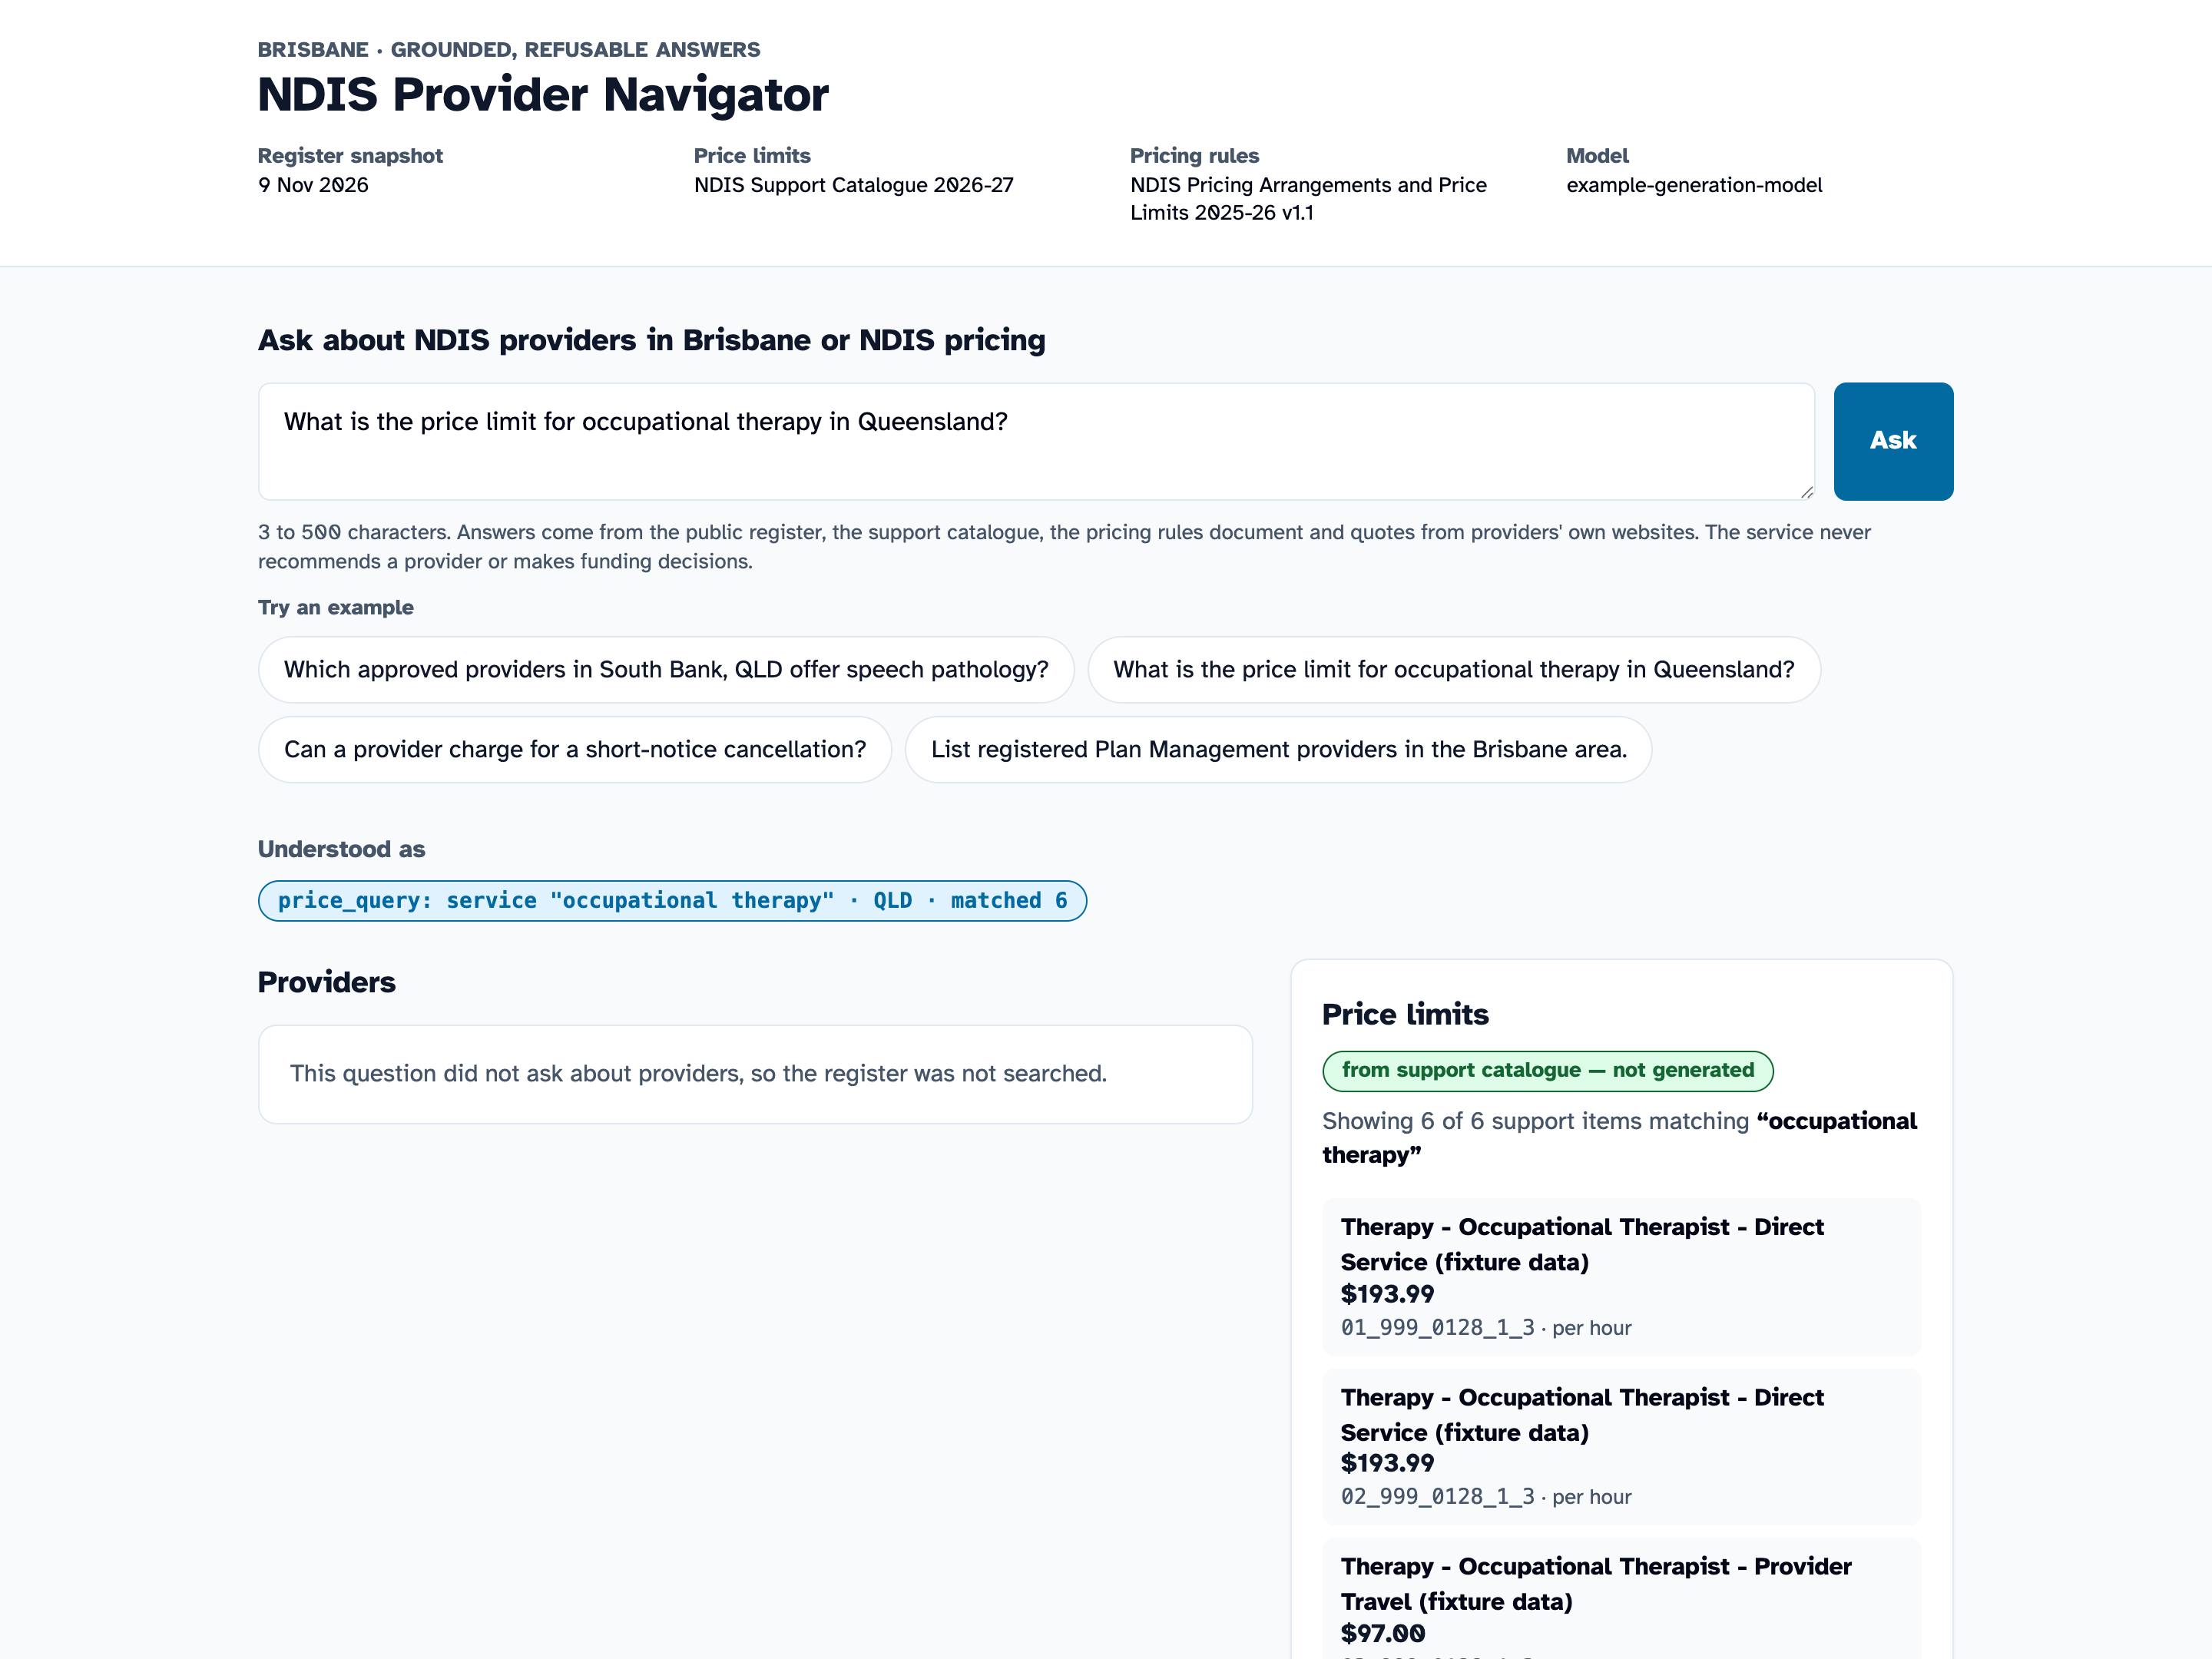 BRISBANE · GROUNDED, REFUSABLE ANSWERS
NDIS Provider Navigator
Register snapshot
9 Nov 2026
Price limits
NDIS Support Catalogue 2026-27
Pricing rules
NDIS Pricing Arrangements and Price
Limits 2025-26 v1.1
Model
example-generation-model
Ask about NDIS providers in Brisbane or NDIS pricing
What is the price limit for occupational therapy in Queensland?
Ask
3 to 500 characters. Answers come from the public register, the support catalogue, the pricing rules document and quotes from providers' own websites. The service never
recommends a provider or makes funding decisions.
Try an example
Which approved providers in South Bank, QLD offer speech pathology?
What is the price limit for occupational therapy in Queensland?
Can a provider charge for a short-notice cancellation?
List registered Plan Management providers in the Brisbane area.
Understood as
price_query: service "occupational therapy" · QLD · matched 6
Providers
This question did not ask about providers, so the register was not searched.
Price limits
from support catalogue — not generated
Showing 6 of 6 support items matching “occupational
therapy”
Therapy - Occupational Therapist - Direct
Service (fixture data)
$193.99
01_999_0128_1_3 · per hour
Therapy - Occupational Therapist - Direct
Service (fixture data)
$193.99
02_999_0128_1_3 · per hour
Therapy - Occupational Therapist - Provider
Travel (fixture data)
$97.00